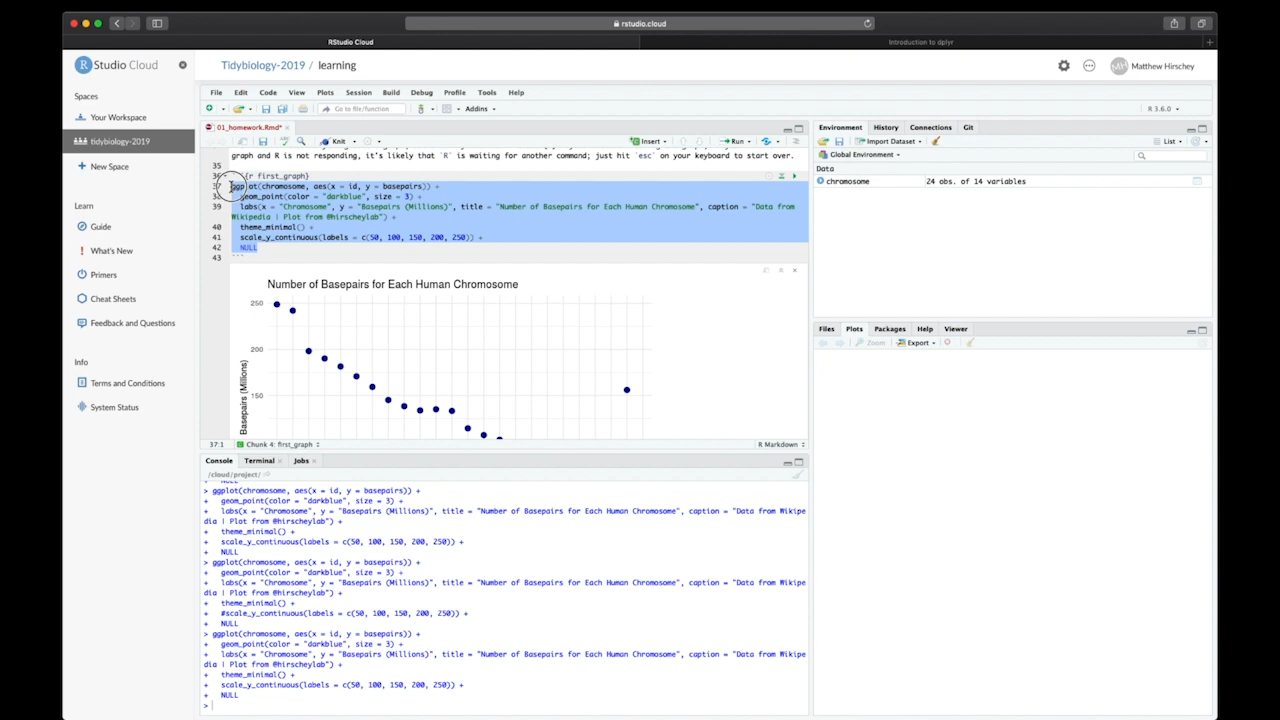 rstudio.cloud
RStudio Cloud
Introduction to dplyr
R Studio Cloud
Tidybiology-2019 / learning
MH Matthew Hirschey
Spaces
Your Workspace
tidybiology-2019
New Space
Learn
Guide
What's New
Primers
Cheat Sheets
Feedback and Questions
Info
Terms and Conditions
System Status
File Edit Code View Plots Session Build Debug Profile Tools Help
Go to file/function
Addins
R 3.6.0
01_homework.Rmd*
Knit
Insert
Run
graph and R is not responding, it's likely that `R` is waiting for another command; just hit `esc` on your keyboard to start over.
35
36 {r first_graph}
37 ggplot(chromosome, aes(x = id, y = basepairs)) +
38 geom_point(color = "darkblue", size = 3) +
39 labs(x = "Chromosome", y = "Basepairs (Millions)", title = "Number of Basepairs for Each Human Chromosome", caption = "Data from
Wikipedia | Plot from @hirscheylab") +
40 theme_minimal() +
41 scale_y_continuous(labels = c(50, 100, 150, 200, 250)) +
42 NULL
43 ```
Number of Basepairs for Each Human Chromosome
250
200
150
Basepairs (Millions)
37:1 Chunk 4: first_graph R Markdown
Console Terminal Jobs
/cloud/project/
+ NULL
> ggplot(chromosome, aes(x = id, y = basepairs)) +
+ geom_point(color = "darkblue", size = 3) +
+ labs(x = "Chromosome", y = "Basepairs (Millions)", title = "Number of Basepairs for Each Human Chromosome", caption = "Data from Wikipe
dia | Plot from @hirscheylab") +
+ theme_minimal() +
+ scale_y_continuous(labels = c(50, 100, 150, 200, 250)) +
+ NULL
> ggplot(chromosome, aes(x = id, y = basepairs)) +
+ geom_point(color = "darkblue", size = 3) +
+ labs(x = "Chromosome", y = "Basepairs (Millions)", title = "Number of Basepairs for Each Human Chromosome", caption = "Data from Wikipe
dia | Plot from @hirscheylab") +
+ theme_minimal() +
+ #scale_y_continuous(labels = c(50, 100, 150, 200, 250)) +
+ NULL
> ggplot(chromosome, aes(x = id, y = basepairs)) +
+ geom_point(color = "darkblue", size = 3) +
+ labs(x = "Chromosome", y = "Basepairs (Millions)", title = "Number of Basepairs for Each Human Chromosome", caption = "Data from Wikipe
dia | Plot from @hirscheylab") +
+ theme_minimal() +
+ scale_y_continuous(labels = c(50, 100, 150, 200, 250)) +
+ NULL
>
Environment History Connections Git
Import Dataset
List
Global Environment
Data
chromosome 24 obs. of 14 variables
Files Plots Packages Help Viewer
Zoom Export